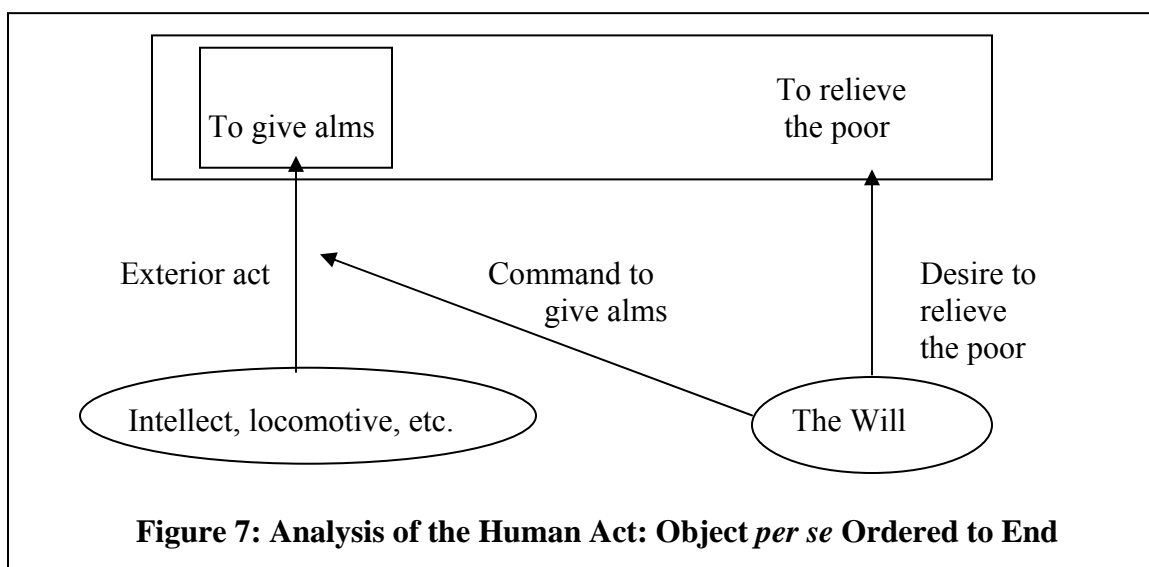 To relieve
the poor
To give alms
Exterior act
Command to
give alms
Desire to
relieve
the poor
Intellect, locomotive, etc.
The Will
Figure 7: Analysis of the Human Act: Object per se Ordered to End